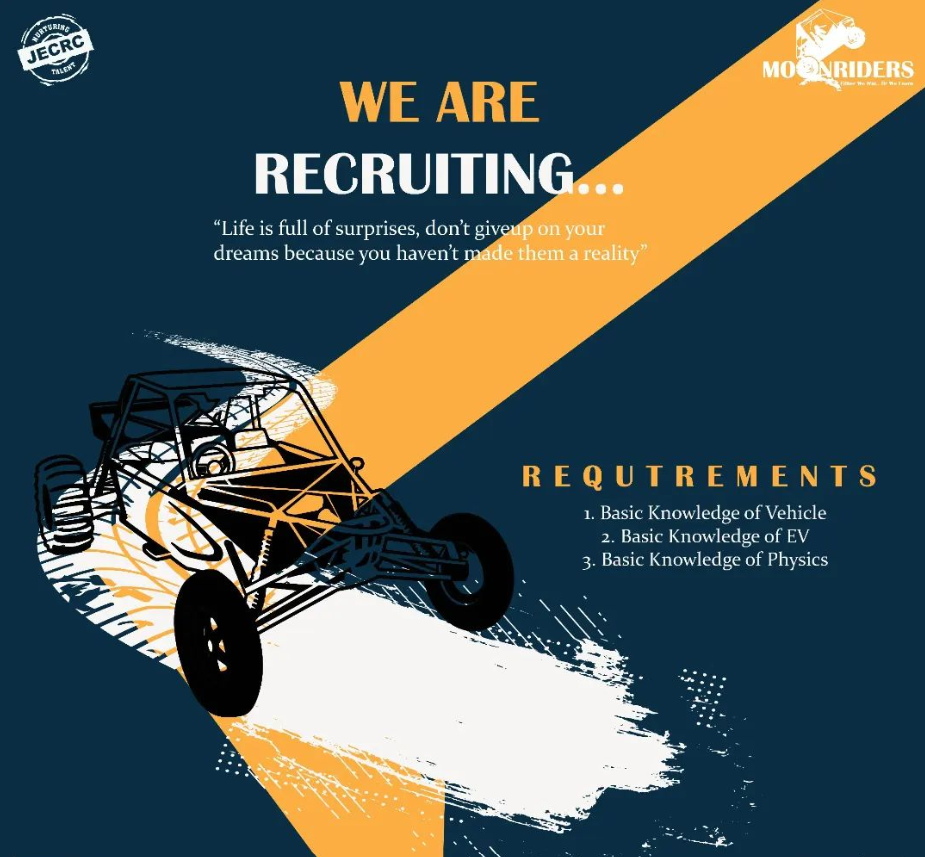 NURTURING
JECRC
TALENT
MOONRIDERS
WE ARE
RECRUITING...
“Life is full of surprises, don’t giveup on your
dreams because you haven’t made them a reality”
REQUTREMENTS
1. Basic Knowledge of Vehicle
2. Basic Knowledge of EV
3. Basic Knowledge of Physics